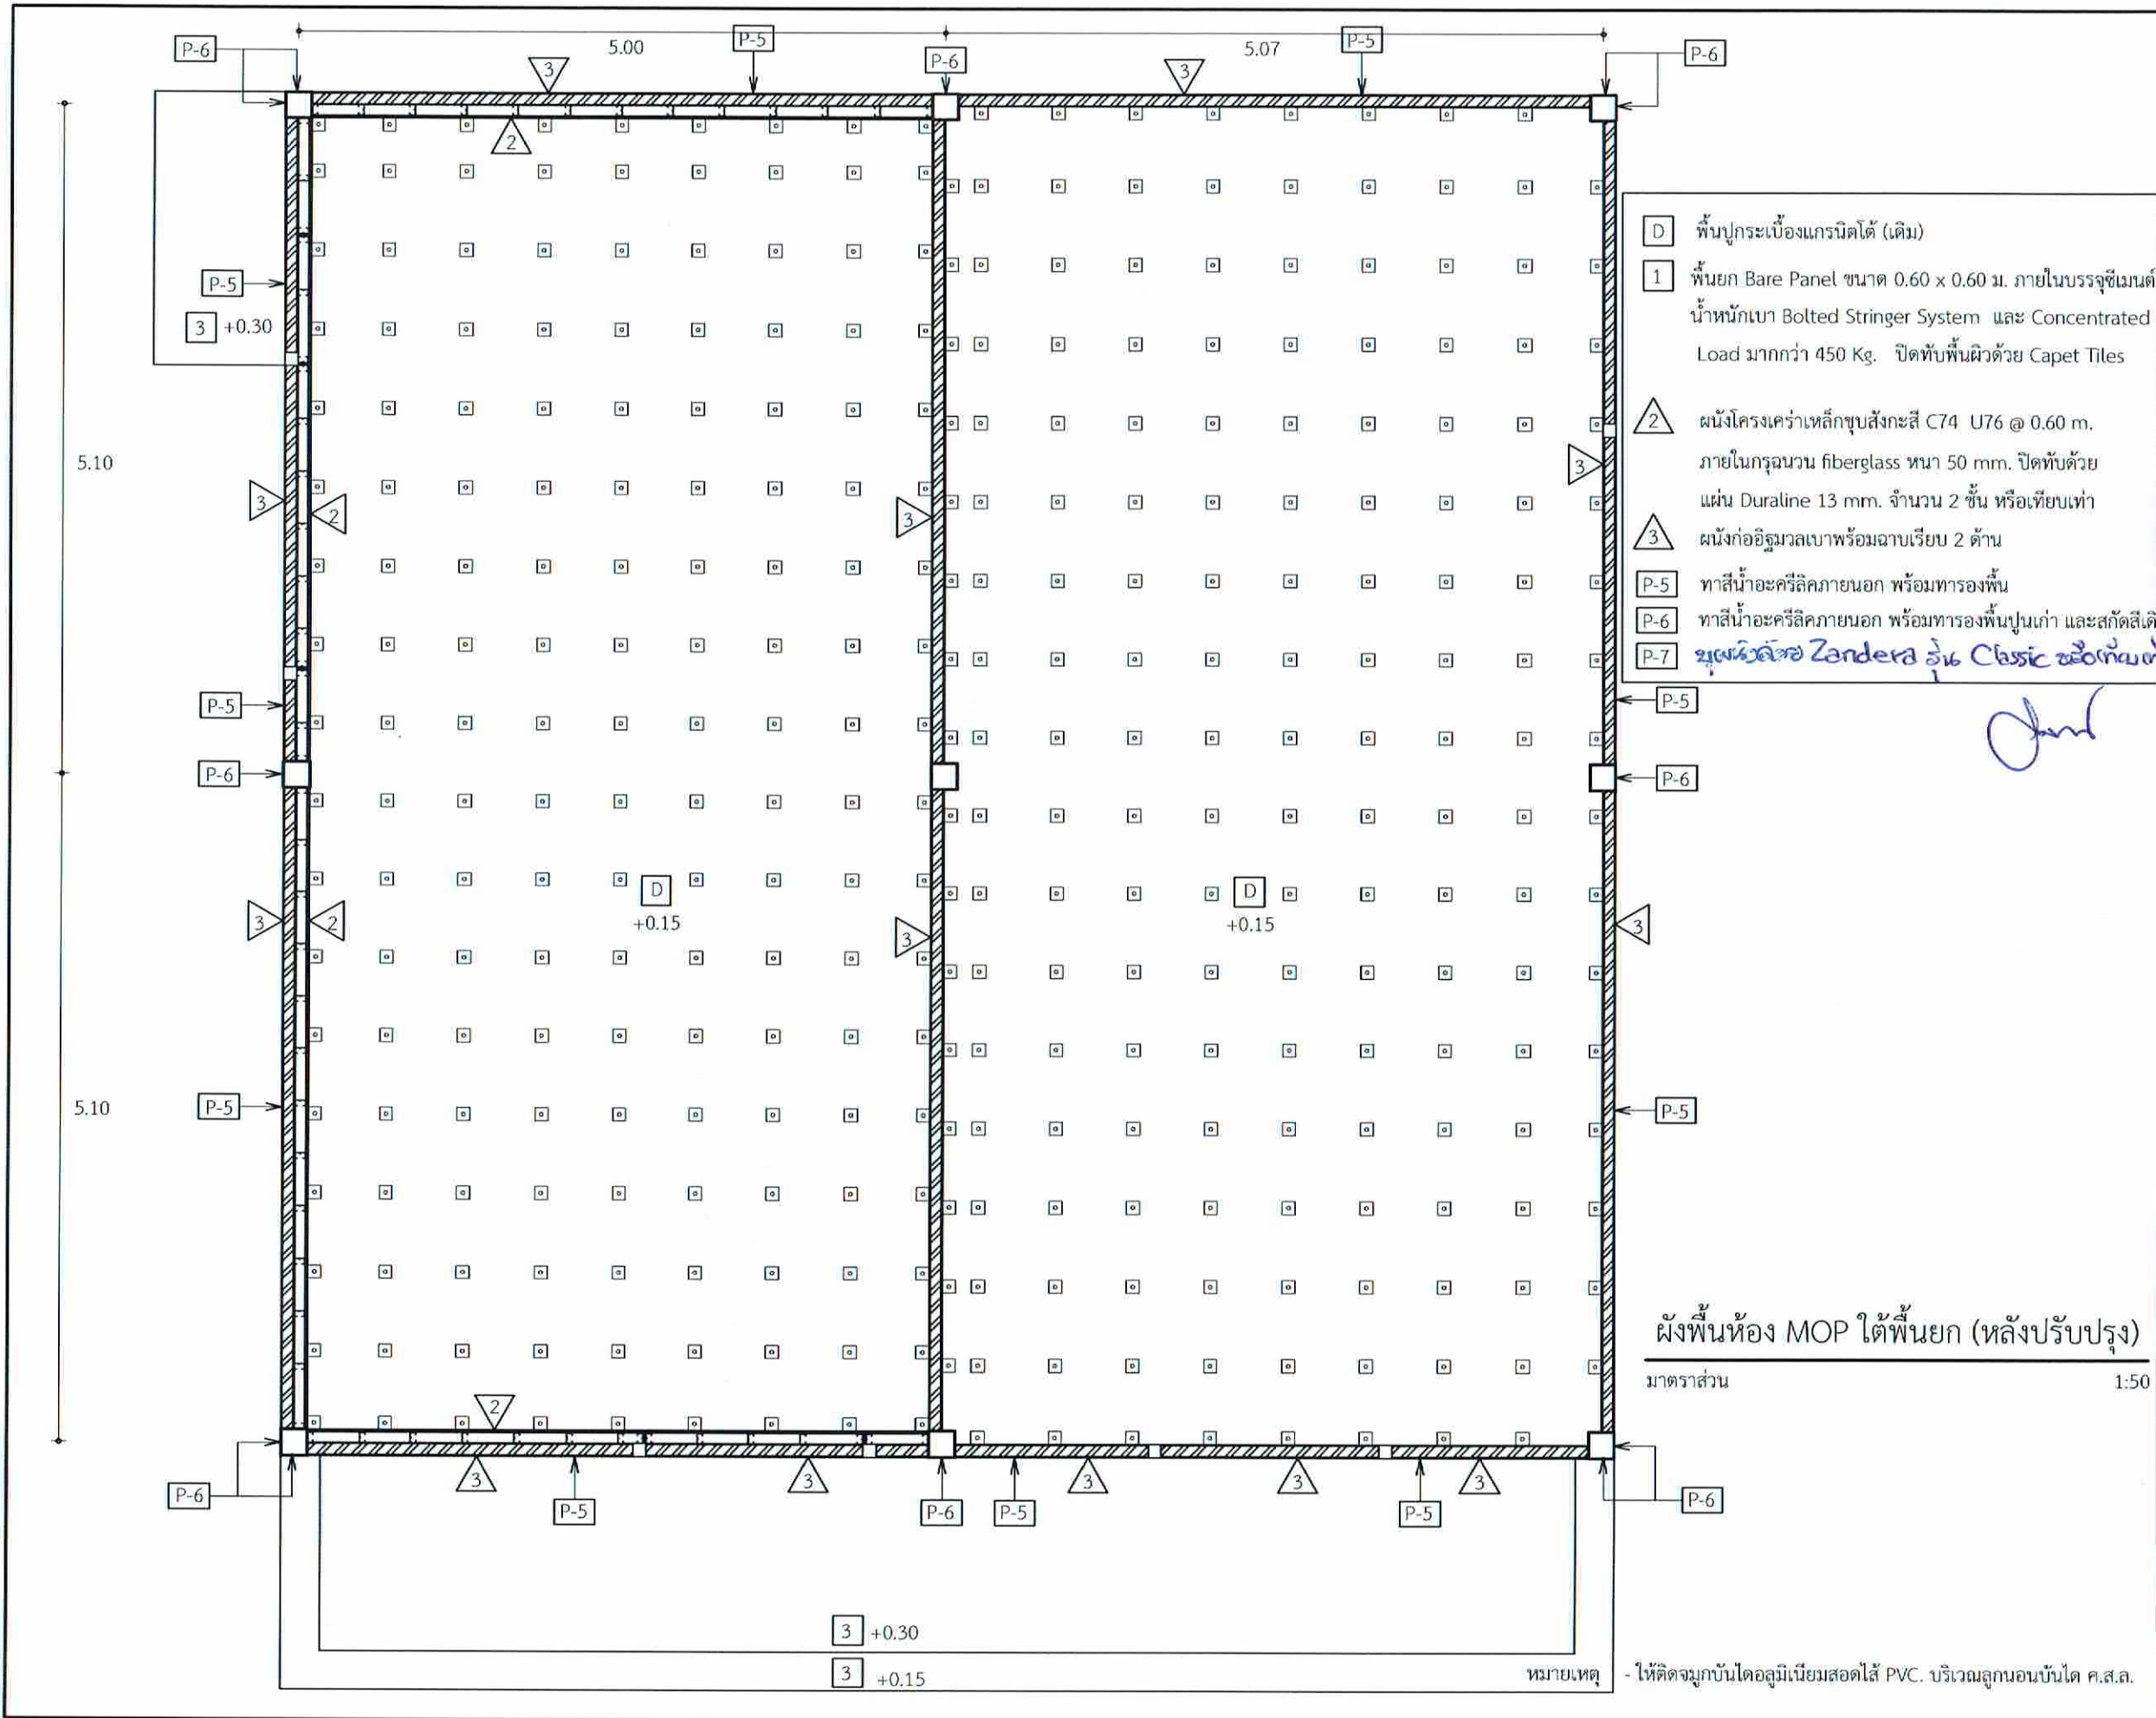 P-6
5.00
P-5
P-6
5.07
P-5
P-6
3
3
2
P-5
3 +0.30
5.10
3
2
3
3
P-5
P-6
P-5
P-6
D
+0.15
D
+0.15
3
2
3
3
5.10
P-5
P-5
2
P-6
3
P-5
3
P-6
P-5
3
3
P-5
3
P-6
3 +0.30
3 +0.15
D พื้นปูกระเบื้องแกรนิตโต้ (เดิม)
1 พื้นยก Bare Panel ขนาด 0.60 x 0.60 ม. ภายในบรรจุซีเมนต์
น้ำหนักเบา Bolted Stringer System และ Concentrated
Load มากกว่า 450 Kg. ปิดทับพื้นผิวด้วย Capet Tiles
2 ผนังโครงเคร่าเหล็กชุบสังกะสี C74 U76 @ 0.60 m.
ภายในกรุฉนวน fiberglass หนา 50 mm. ปิดทับด้วย
แผ่น Duraline 13 mm. จำนวน 2 ชั้น หรือเทียบเท่า
3 ผนังก่ออิฐมวลเบาพร้อมฉาบเรียบ 2 ด้าน
P-5 ทาสีน้ำอะครีลิคภายนอก พร้อมทารองพื้น
P-6 ทาสีน้ำอะครีลิคภายนอก พร้อมทารองพื้นปูนเก่า และสกัดสีเดิ
P-7 Zandera รุ่น Classic
ผังพื้นห้อง MOP ใต้พื้นยก (หลังปรับปรุง)
มาตราส่วน 1:50
หมายเหตุ - ให้ติดจมูกบันไดอลูมิเนียมสอดไส้ PVC. บริเวณลูกนอนบันได ค.ส.ล.